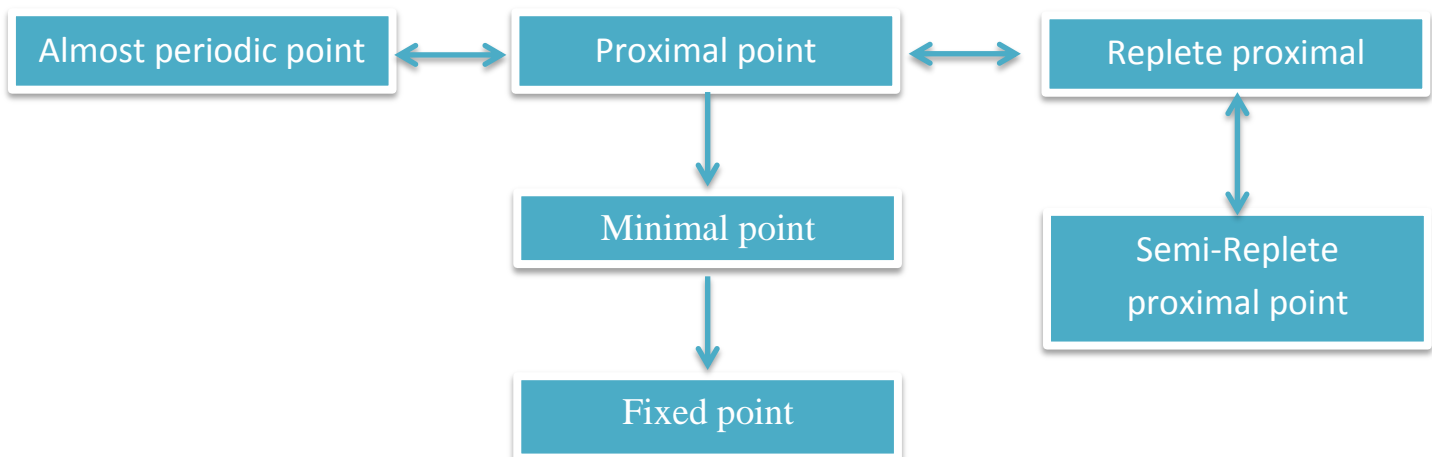 Almost periodic point
Proximal point
Replete proximal
Minimal point
Semi-Replete
proximal point
Fixed point